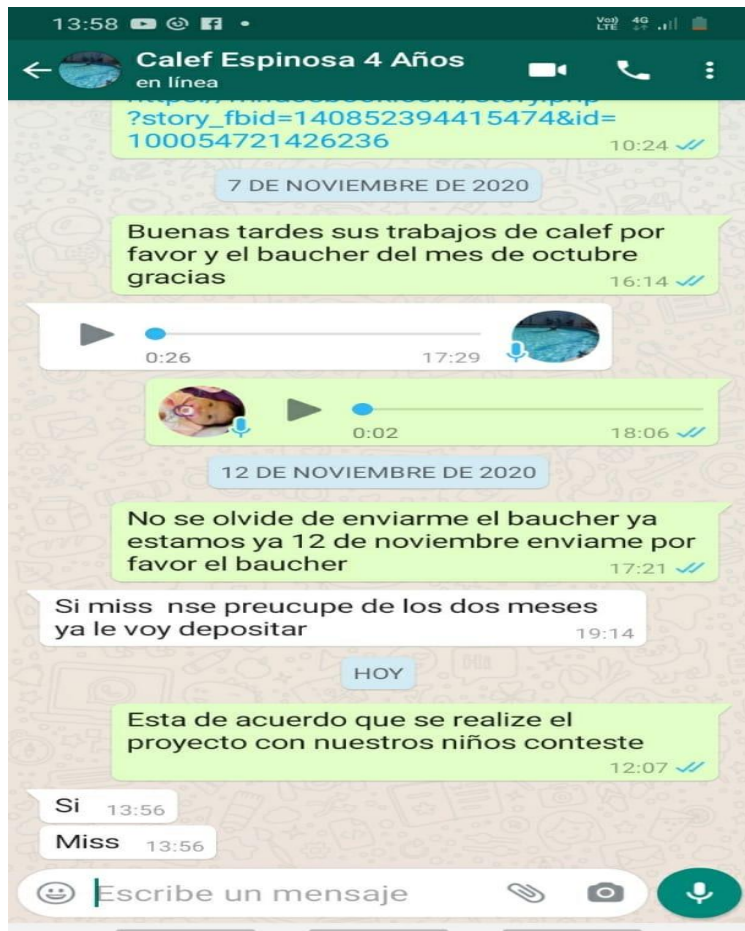 13:58
Vo)) LTE 4G
Calef Espinosa 4 Años
en línea
?story_fbid=140852394415474&id=
100054721426236
10:24
7 DE NOVIEMBRE DE 2020
Buenas tardes sus trabajos de calef por
favor y el baucher del mes de octubre
gracias
16:14
0:26
17:29
0:02
18:06
12 DE NOVIEMBRE DE 2020
No se olvide de enviarme el baucher ya
estamos ya 12 de noviembre enviame por
favor el baucher
17:21
Si miss nse preucupe de los dos meses
ya le voy depositar
19:14
HOY
Esta de acuerdo que se realize el
proyecto con nuestros niños conteste
12:07
Si 13:56
Miss 13:56
Escribe un mensaje